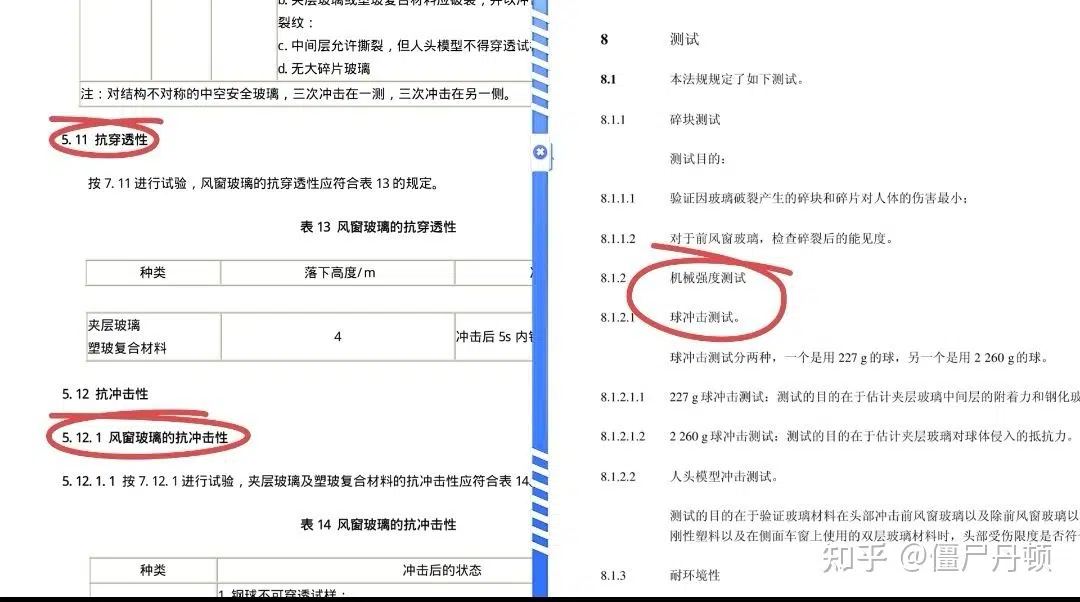 b. 夹层玻璃或塑玻复合材料应破裂，并以冲
裂纹：
c. 中间层允许撕裂，但人头模型不得穿透试
d. 无大碎片玻璃
注：对结构不对称的中空安全玻璃，三次冲击在一测，三次冲击在另一侧。
5. 11 抗穿透性
按 7. 11 进行试验，风窗玻璃的抗穿透性应符合表 13 的规定。
表 13 风窗玻璃的抗穿透性
种类 落下高度/m
夹层玻璃
塑玻复合材料
4
冲击后 5s 内
5. 12 抗冲击性
5. 12. 1 风窗玻璃的抗冲击性
5. 12. 1. 1 按 7. 12. 1 进行试验，夹层玻璃及塑玻复合材料的抗冲击性应符合表 14
表 14 风窗玻璃的抗冲击性
种类 冲击后的状态
1. 钢球不可穿透试样；
8 测试
8.1 本法规规定了如下测试。
8.1.1 碎块测试
测试目的:
8.1.1.1 验证因玻璃破裂产生的碎块和碎片对人体的伤害最小;
8.1.1.2 对于前风窗玻璃，检查碎裂后的能见度。
8.1.2 机械强度测试
8.1.2.1 球冲击测试。
球冲击测试分两种，一个是用 227 g 的球，另一个是用 2 260 g 的球。
8.1.2.1.1 227 g 球冲击测试：测试的目的在于估计夹层玻璃中间层的附着力和钢化玻
8.1.2.1.2 2 260 g 球冲击测试：测试的目的在于估计夹层玻璃对球体侵入的抵抗力。
8.1.2.2 人头模型冲击测试。
测试的目的在于验证玻璃材料在头部冲击前风窗玻璃以及除前风窗玻璃以
刚性塑料以及在侧面车窗上使用的双层玻璃材料时，头部受伤限度是否符
8.1.3 耐环境性
知乎 @僵尸丹顿